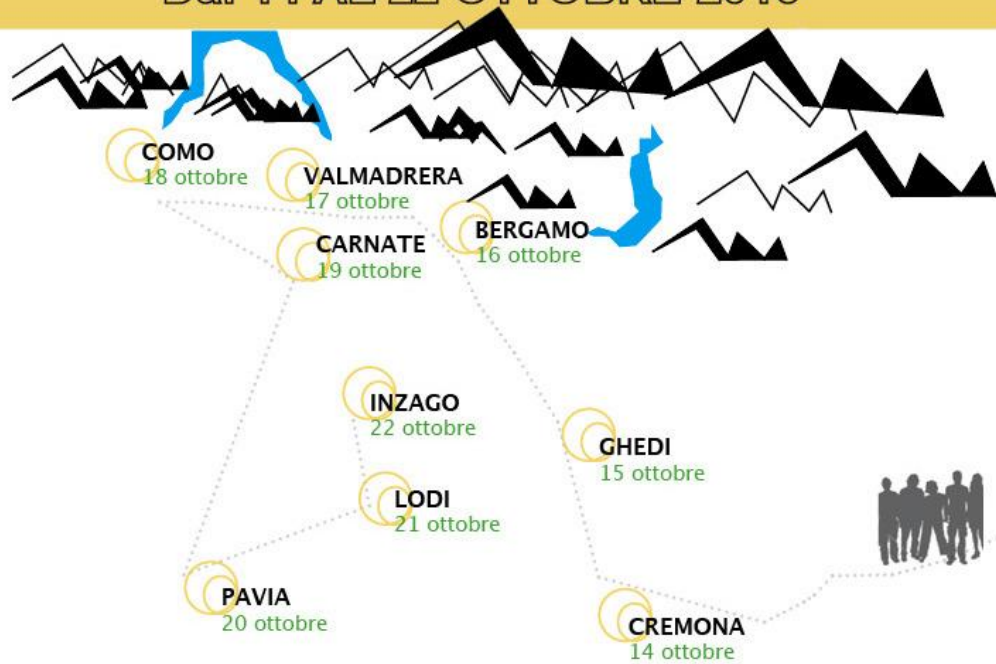 COMO
18 ottobre
VALMADRERA
17 ottobre
BERGAMO
16 ottobre
CARNATE
19 ottobre
INZAGO
22 ottobre
GHEDI
15 ottobre
LODI
21 ottobre
PAVIA
20 ottobre
CREMONA
14 ottobre